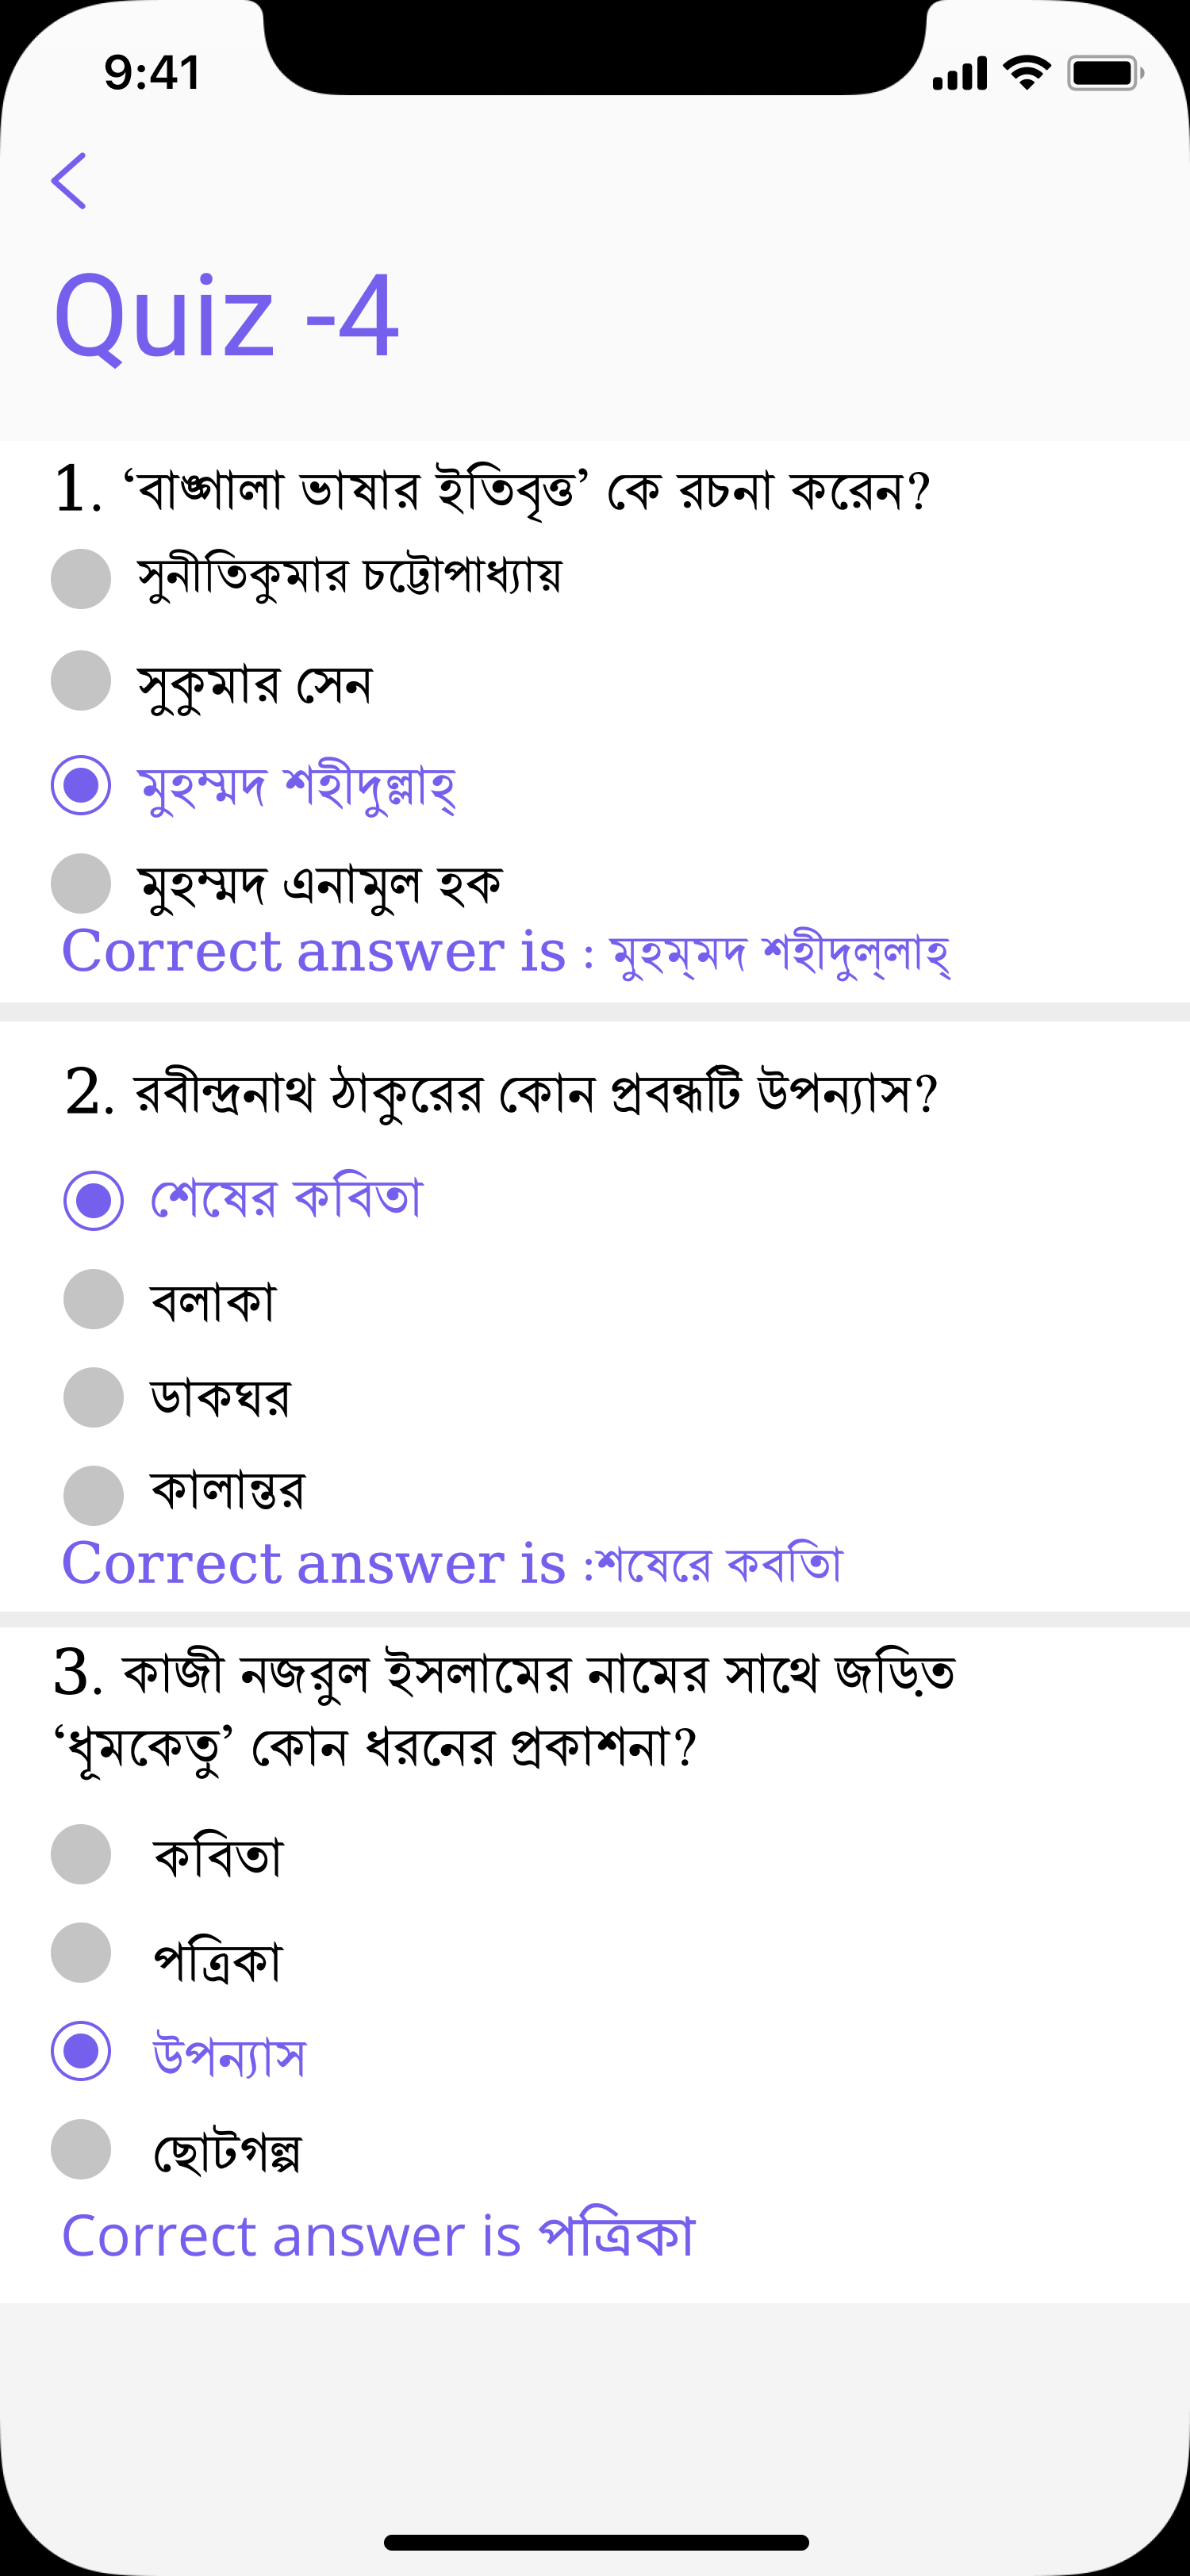 9:41
Quiz -4
1. ‘বাঙ্গালা ভাষার ইতিবৃত্ত’ কে রচনা করেন?
সুনীতিকুমার চট্টোপাধ্যায়
সুকুমার সেন
মুহম্মদ শহীদুল্লাহ্
মুহম্মদ এনামুল হক
Correct answer is : মুহম্‌মদ শহীদুল্‌লাহ্
2. রবীন্দ্রনাথ ঠাকুরের কোন প্রবন্ধটি উপন্যাস?
শেষের কবিতা
বলাকা
ডাকঘর
কালান্তর
Correct answer is :শেষের কবিতা
3. কাজী নজরুল ইসলামের নামের সাথে জড়িত
‘ধূমকেতু’ কোন ধরনের প্রকাশনা?
কবিতা
পত্রিকা
উপন্যাস
ছোটগল্প
Correct answer is পত্রিকা